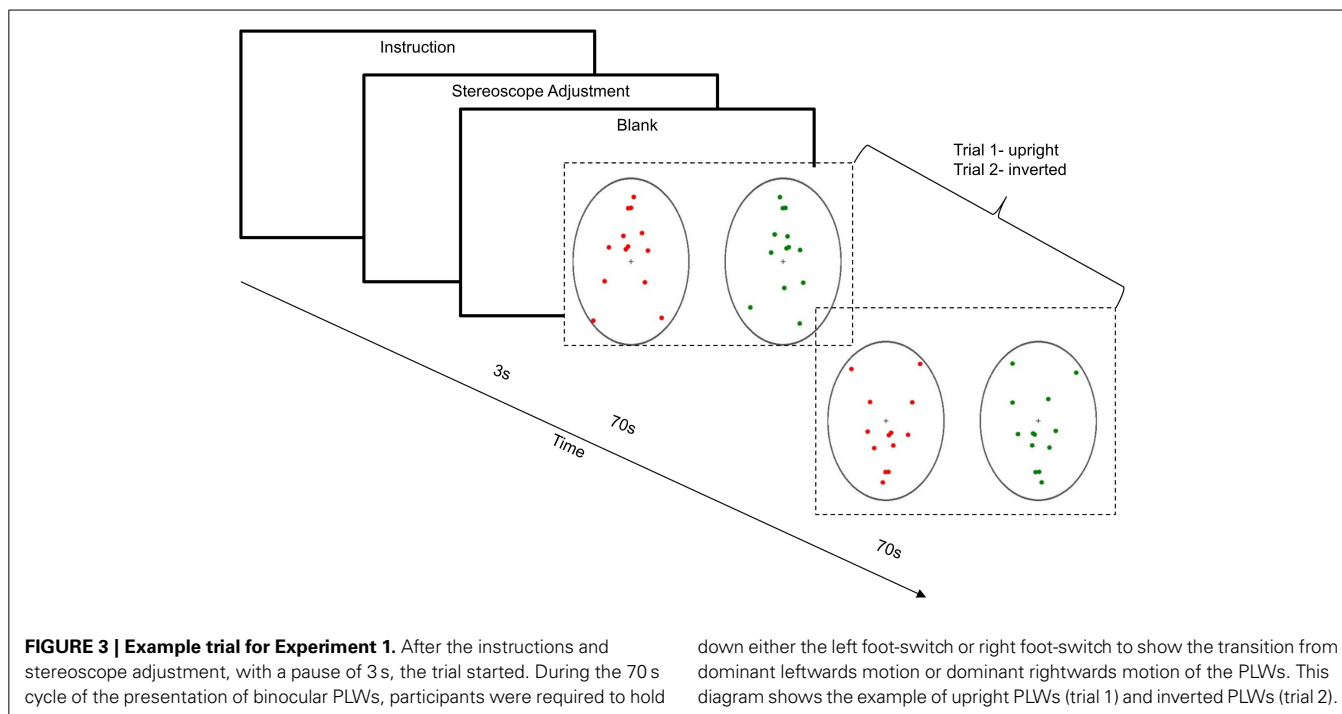 Instruction
Stereoscope Adjustment
Blank
Trial 1- upright
Trial 2- inverted
3s
70s
Time
70s
FIGURE 3 | Example trial for Experiment 1. After the instructions and
stereoscope adjustment, with a pause of 3 s, the trial started. During the 70 s
cycle of the presentation of binocular PLWs, participants were required to hold
down either the left foot-switch or right foot-switch to show the transition from
dominant leftwards motion or dominant rightwards motion of the PLWs. This
diagram shows the example of upright PLWs (trial 1) and inverted PLWs (trial 2).